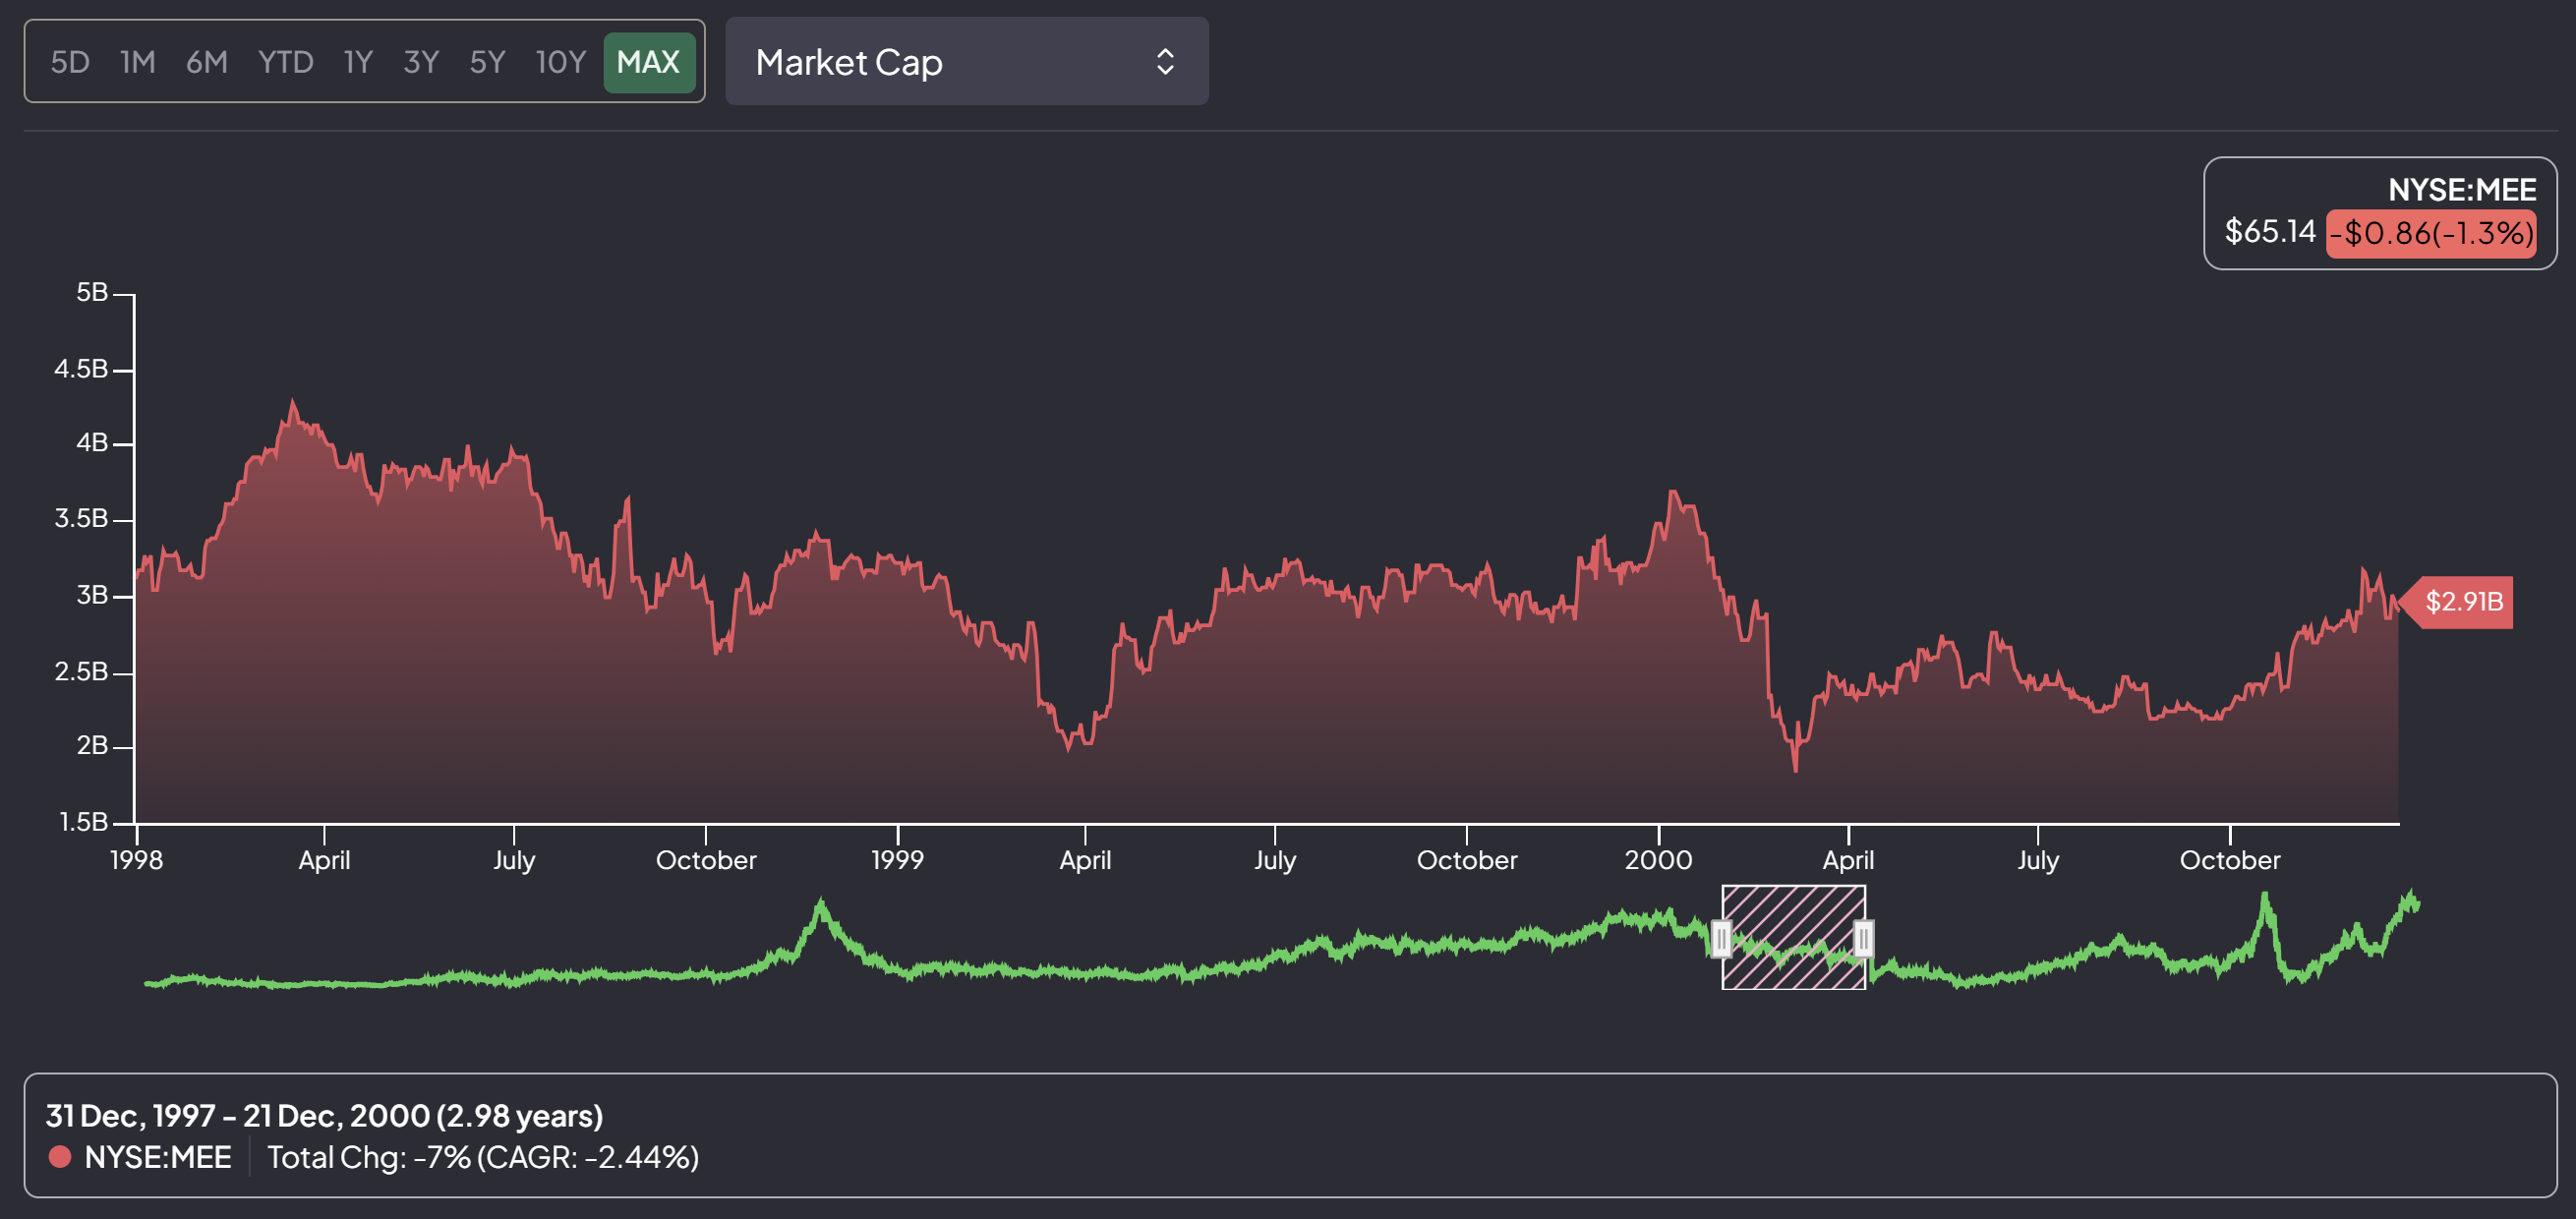 5D 1M 6M YTD 1Y 3Y 5Y 10Y MAX
Market Cap
NYSE:MEE
$65.14 -$0.86(-1.3%)
5B
4.5B
4B
3.5B
3B
2.5B
2B
1.5B
$2.91B
1998 April July October 1999 April July October 2000 April July October
31 Dec, 1997 - 21 Dec, 2000 (2.98 years)
NYSE:MEE Total Chg: -7% (CAGR: -2.44%)